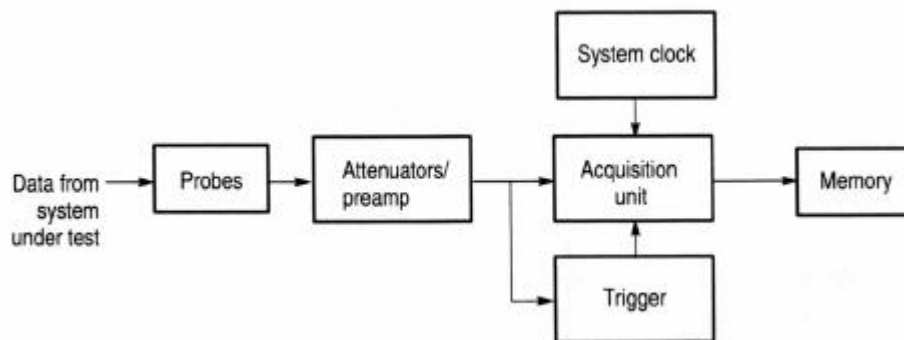 System clock
Data from
system
under test
Probes
Attenuators/
preamp
Acquisition
unit
Memory
Trigger